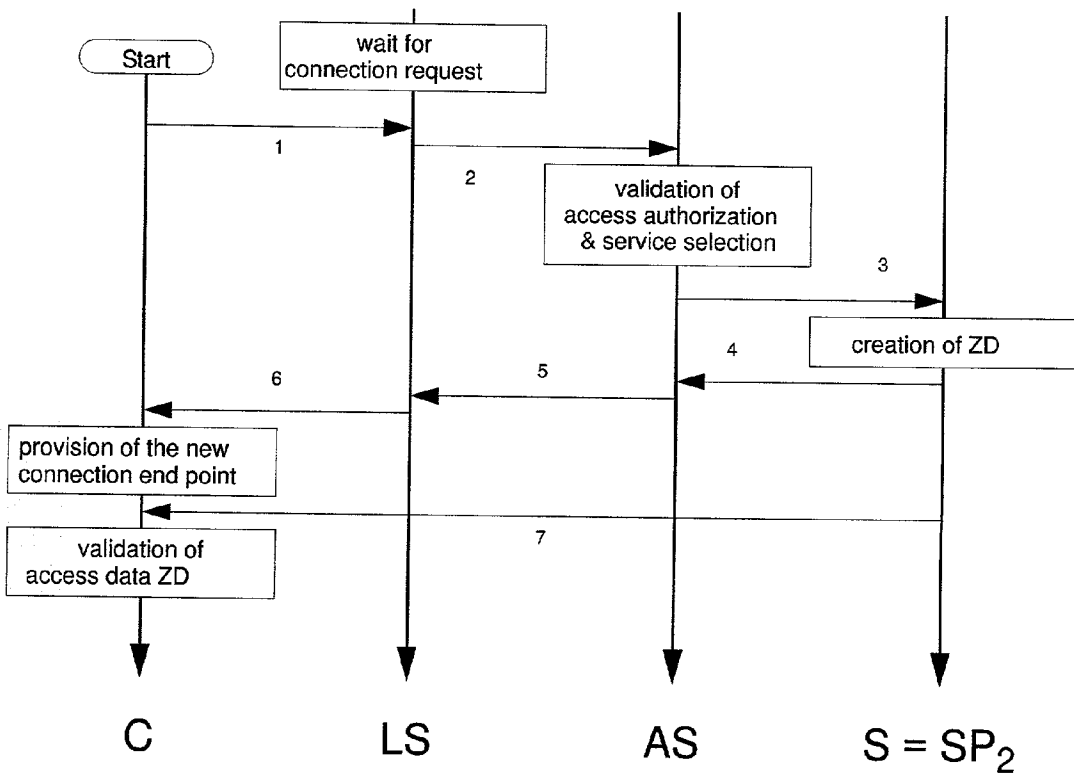 Start
wait for
connection request
1
2
validation of
access authorization
& service selection
3
creation of ZD
4
5
6
provision of the new
connection end point
7
validation of
access data ZD
C
LS
AS
S = SP₂